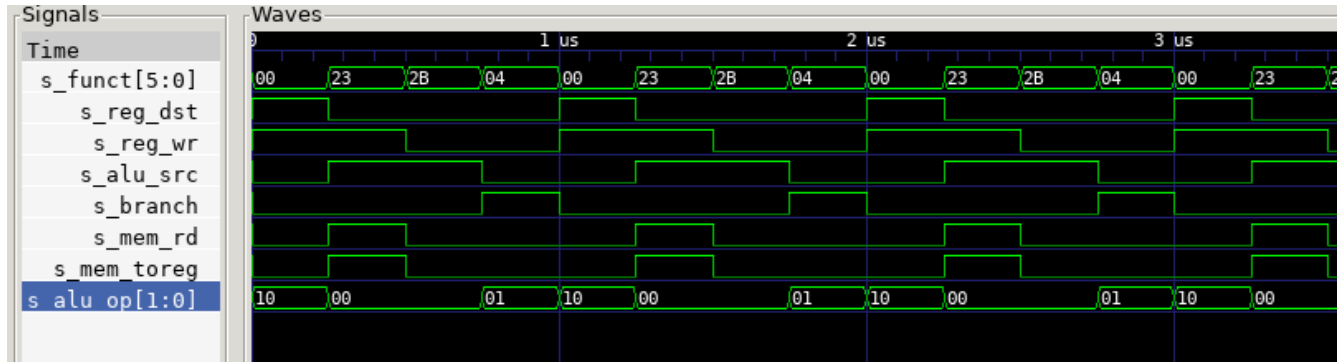 Signals
Waves
Time
0 1 us 2 us 3 us
s_funct[5:0] 00 23 2B 04 00 23 2B 04 00 23 2B 04 00 23 2
s_reg_dst
s_reg_wr
s_alu_src
s_branch
s_mem_rd
s_mem_toreg
s_alu_op[1:0] 10 00 01 10 00 01 10 00 01 10 00